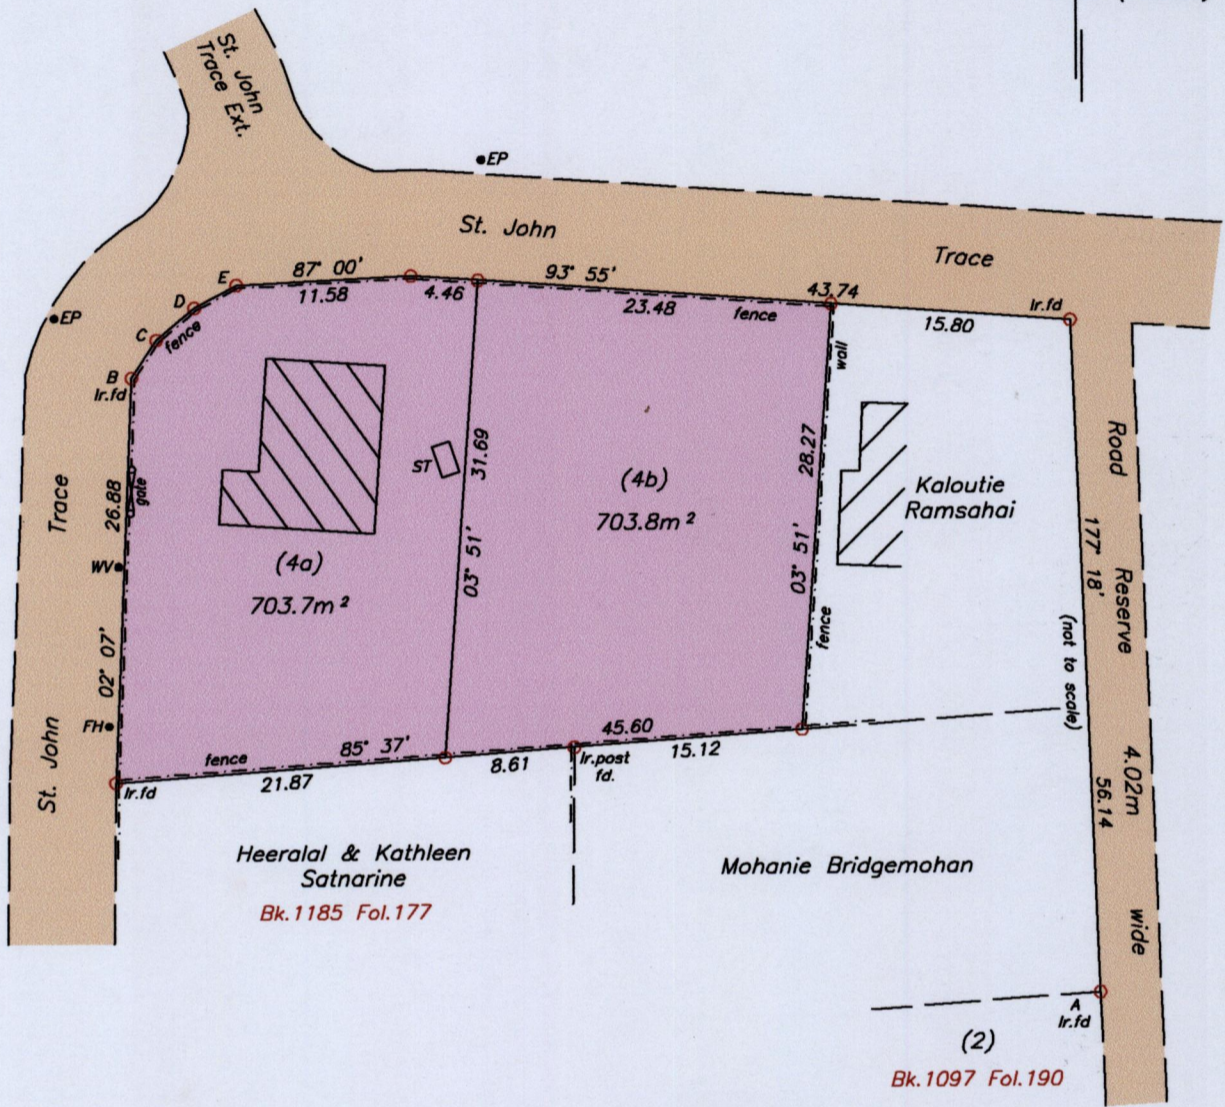 St. John
Trace Ext.
EP
St. John
Trace
E
87° 00'
11.58
4.46
93° 55'
23.48
fence
43.74
15.80
Ir.fd
D
C
fence
EP
B
Ir.fd
wall
Trace
26.88
gate
ST
31.69
(4b)
703.8m²
28.27
Kaloutie
Ramsahai
Road
Reserve
4.02m
wide
177° 18'
(not to scale)
56.14
WV
(4a)
703.7m²
03° 51'
03° 51'
fence
02° 07'
FH
St. John
fence
85° 37'
21.87
8.61
45.60
15.12
Ir.fd
Ir.post
fd.
Heeralal & Kathleen
Satnarine
Bk.1185 Fol.177
Mohanie Bridgemohan
A
Ir.fd
(2)
Bk.1097 Fol.190